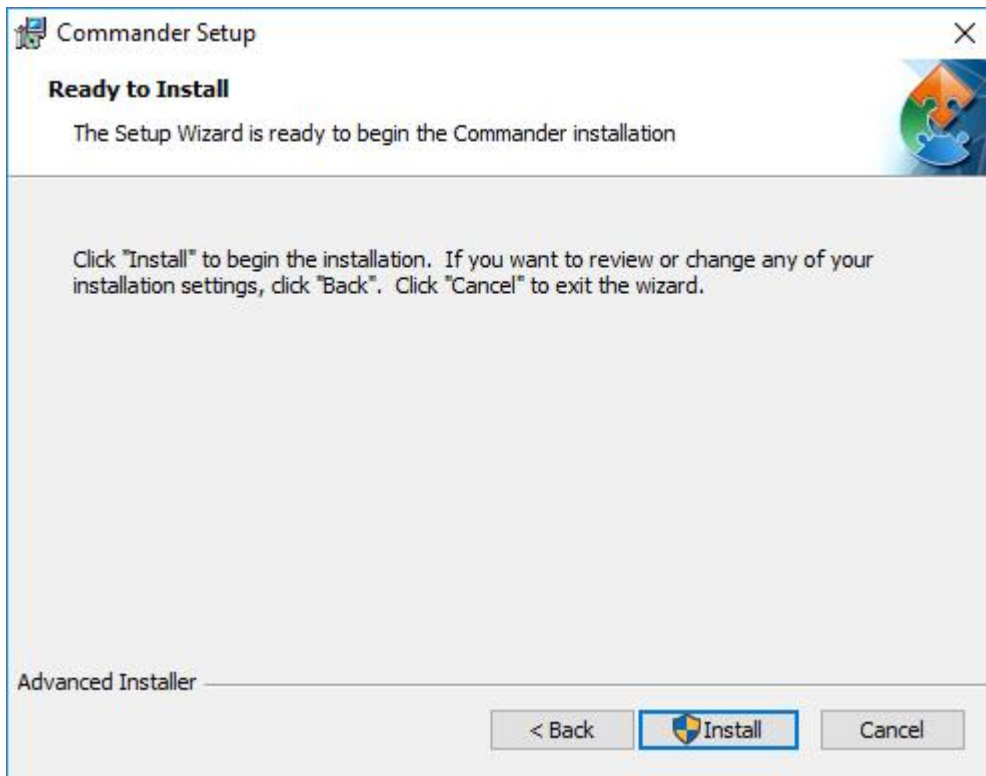 Commander Setup
Ready to Install
The Setup Wizard is ready to begin the Commander installation
Click "Install" to begin the installation.  If you want to review or change any of your
installation settings, click "Back".  Click "Cancel" to exit the wizard.
Advanced Installer
< Back
Install
Cancel